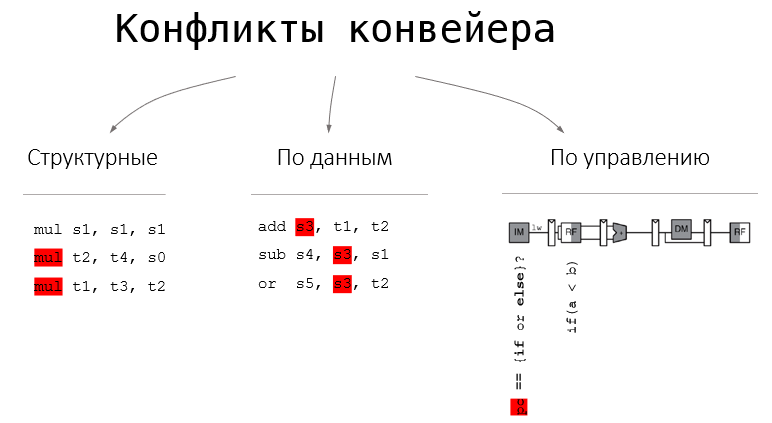 Конфликты конвейера
Структурные
mul s1, s1, s1
mul t2, t4, s0
mul t1, t3, t2
По данным
add s3, t1, t2
sub s4, s3, s1
or s5, s3, t2
По управлению
IM
lw
RF
DM
RF
pc == {if or else}?
if(a < b)